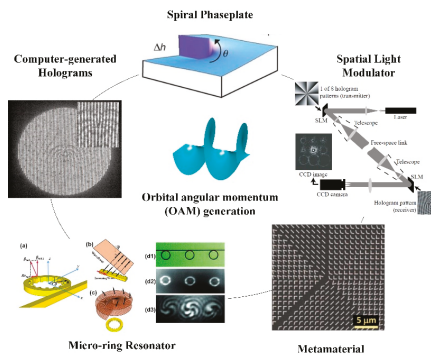 Spiral Phaseplate
Computer-generated
Holograms
Δh
θ
Spatial Light
Modulator
1 of 8 hologram
patterns (transmitter)
SLM
Laser
Telescope
Free-space link
Telescope
SLM
CCD image
CCD camera
Hologram pattern
(receiver)
Orbital angular momentum
(OAM) generation
(a)
(b)
(c)
(d1)
(d2)
(d3)
5 μm
Micro-ring Resonator
Metamaterial